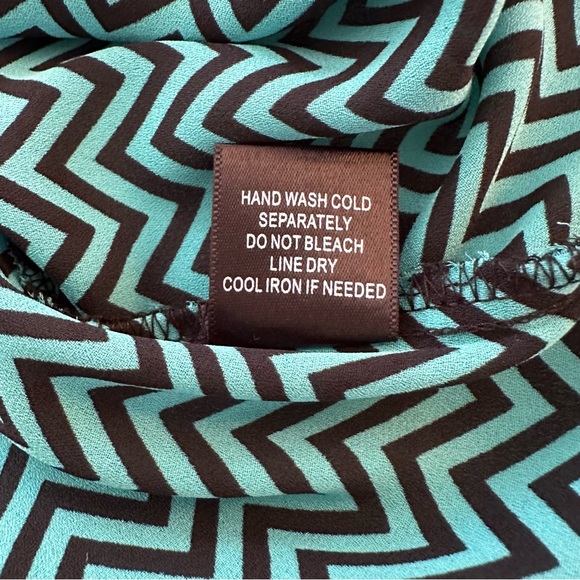 HAND WASH COLD
SEPARATELY
DO NOT BLEACH
LINE DRY
COOL IRON IF NEEDED